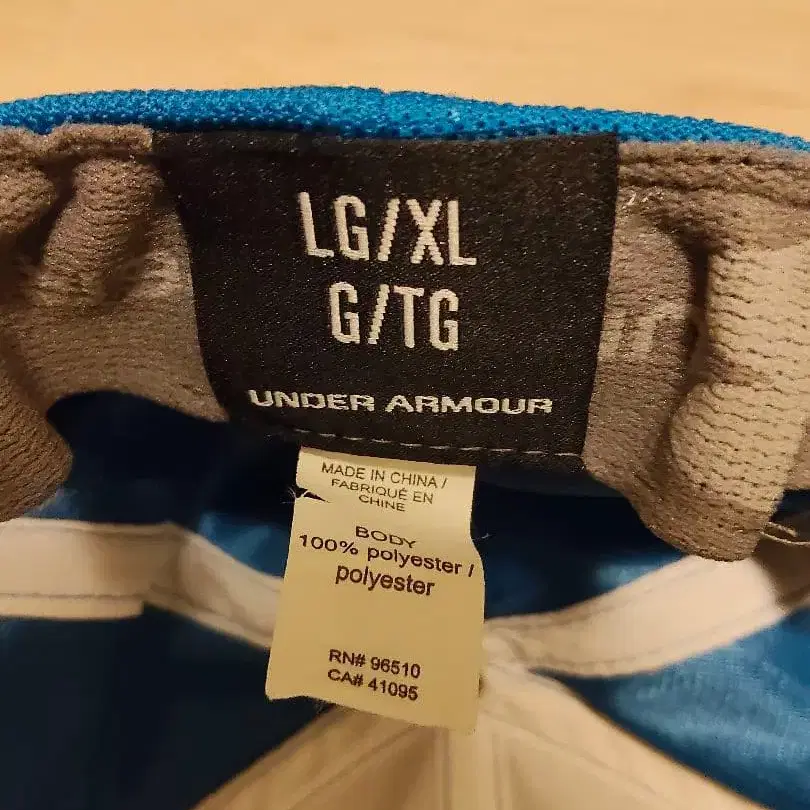 LG/XL
G/TG
UNDER ARMOUR
MADE IN CHINA /
FABRIQUÉ EN
CHINE
BODY
100% polyester /
polyester
RN# 96510
CA# 41095